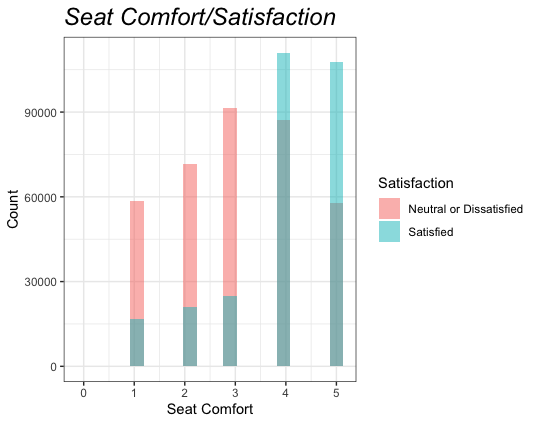 Seat Comfort/Satisfaction
90000
60000
30000
0
Count
0 1 2 3 4 5
Seat Comfort
Satisfaction
Neutral or Dissatisfied
Satisfied